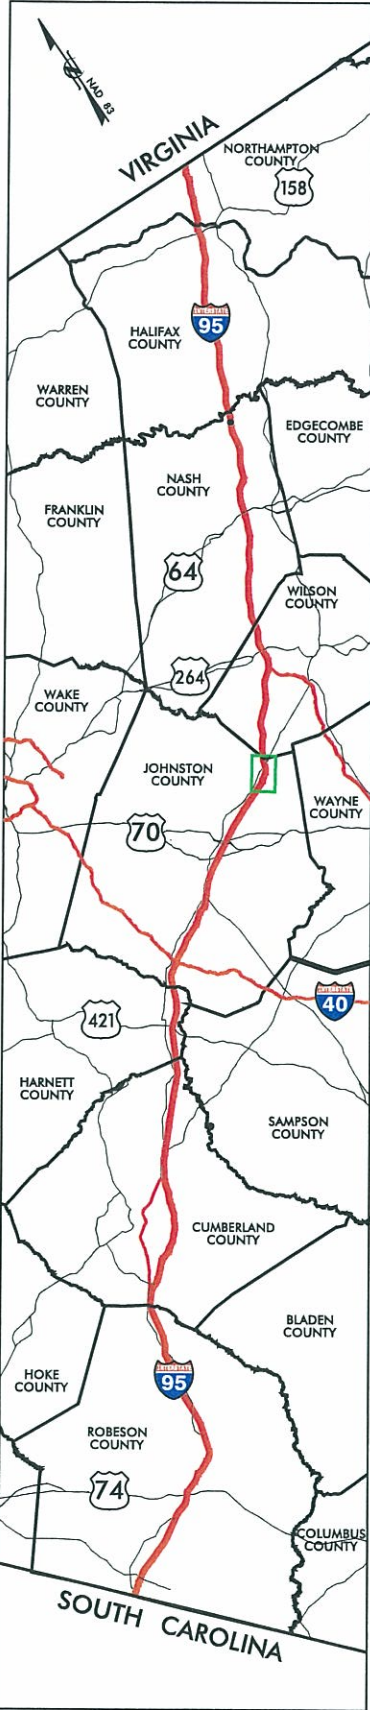 NAD 83
VIRGINIA
NORTHAMPTON
COUNTY
158
INTERSTATE
95
HALIFAX
COUNTY
WARREN
COUNTY
EDGECOMBE
COUNTY
NASH
COUNTY
FRANKLIN
COUNTY
64
WILSON
COUNTY
264
WAKE
COUNTY
JOHNSTON
COUNTY
WAYNE
COUNTY
70
40
421
HARNETT
COUNTY
SAMPSON
COUNTY
CUMBERLAND
COUNTY
BLADEN
COUNTY
INTERSTATE
95
HOKE
COUNTY
ROBESON
COUNTY
74
COLUMBUS
COUNTY
SOUTH CAROLINA